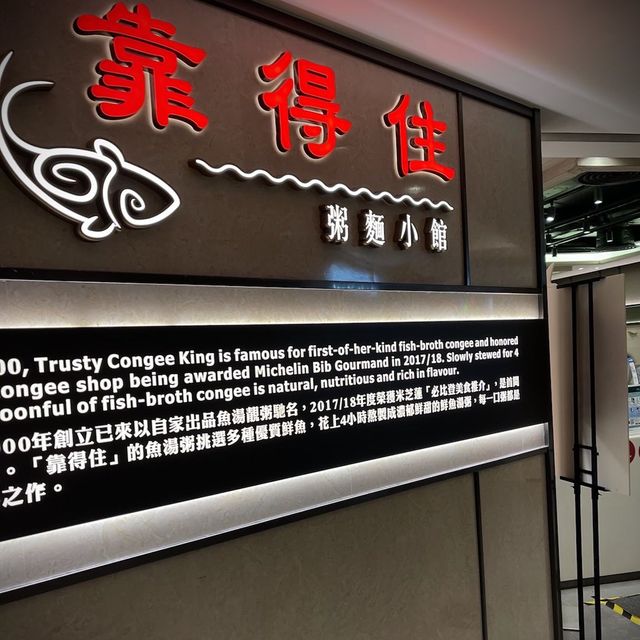 靠得住
粥麵小館
00, Trusty Congee King is famous for first-of-her-kind fish-broth congee and honored
ongee shop being awarded Michelin Bib Gourmand in 2017/18. Slowly stewed for 4
oonful of fish-broth congee is natural, nutritious and rich in flavour.
00年創立已來以自家出品魚湯靚粥馳名，2017/18年度榮獲米芝蓮「必比登美食推介」，是首間
。「靠得住」的魚湯粥挑選多種優質鮮魚，花上4小時熬製成濃郁鮮甜的鮮魚湯粥，每一口粥都是
之作。